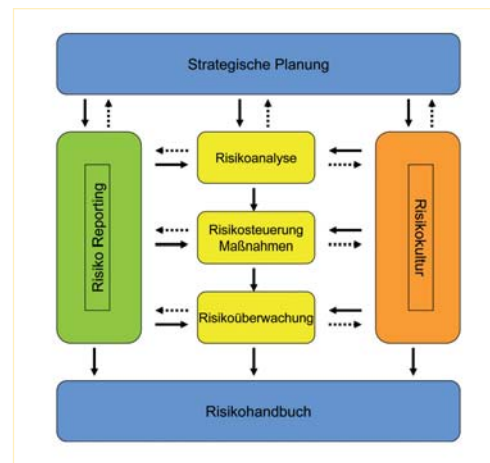 Strategische Planung
Risiko Reporting
Risikoanalyse
Risikosteuerung
Maßnahmen
Risikoüberwachung
Risikokultur
Risikohandbuch